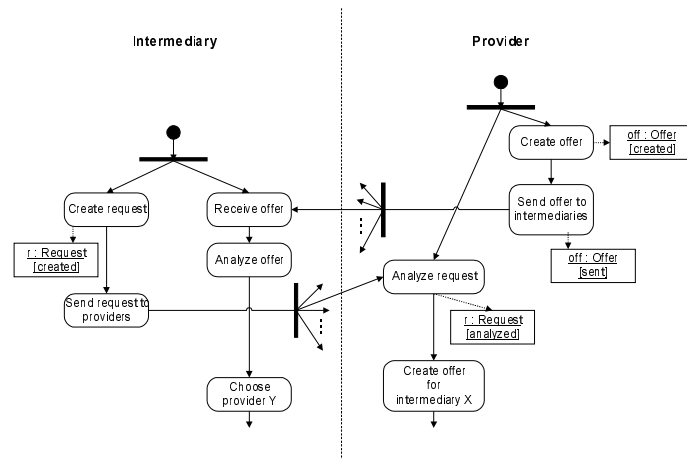 Intermediary
Provider
Create offer
off : Offer
[created]
Create request
Receive offer
Send offer to
intermediaries
r : Request
[created]
Analyze offer
off : Offer
[sent]
Analyze request
Send request to
providers
r : Request
[analyzed]
Choose
provider Y
Create offer
for
intermediary X